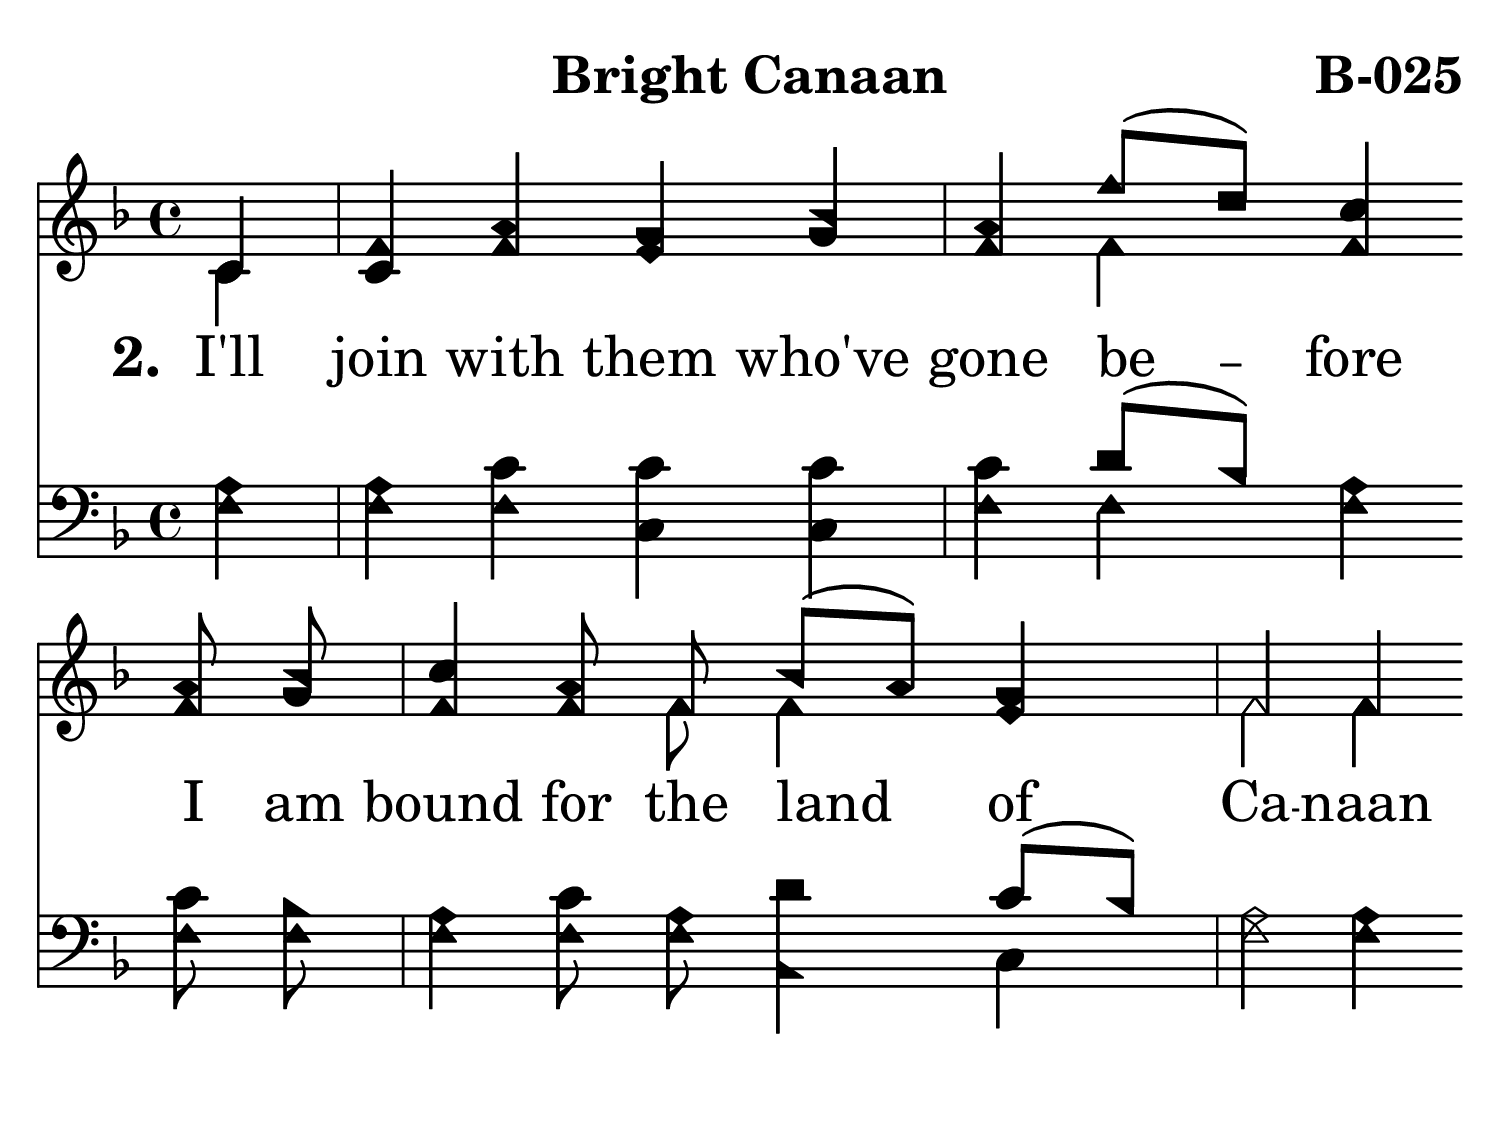 Bright Canaan B-025
2. I'll join with them who've gone be – fore
I am bound for the land of Ca-naan